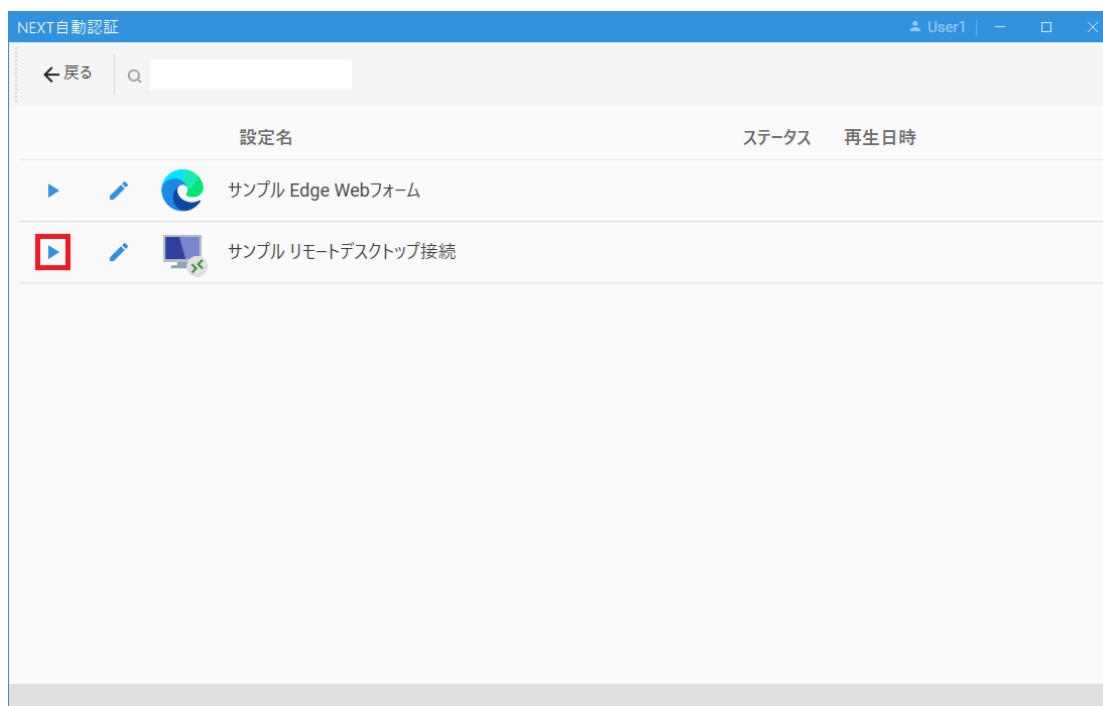 NEXT自動認証 User1
戻る
設定名 ステータス 再生日時
サンプル Edge Webフォーム
サンプル リモートデスクトップ接続